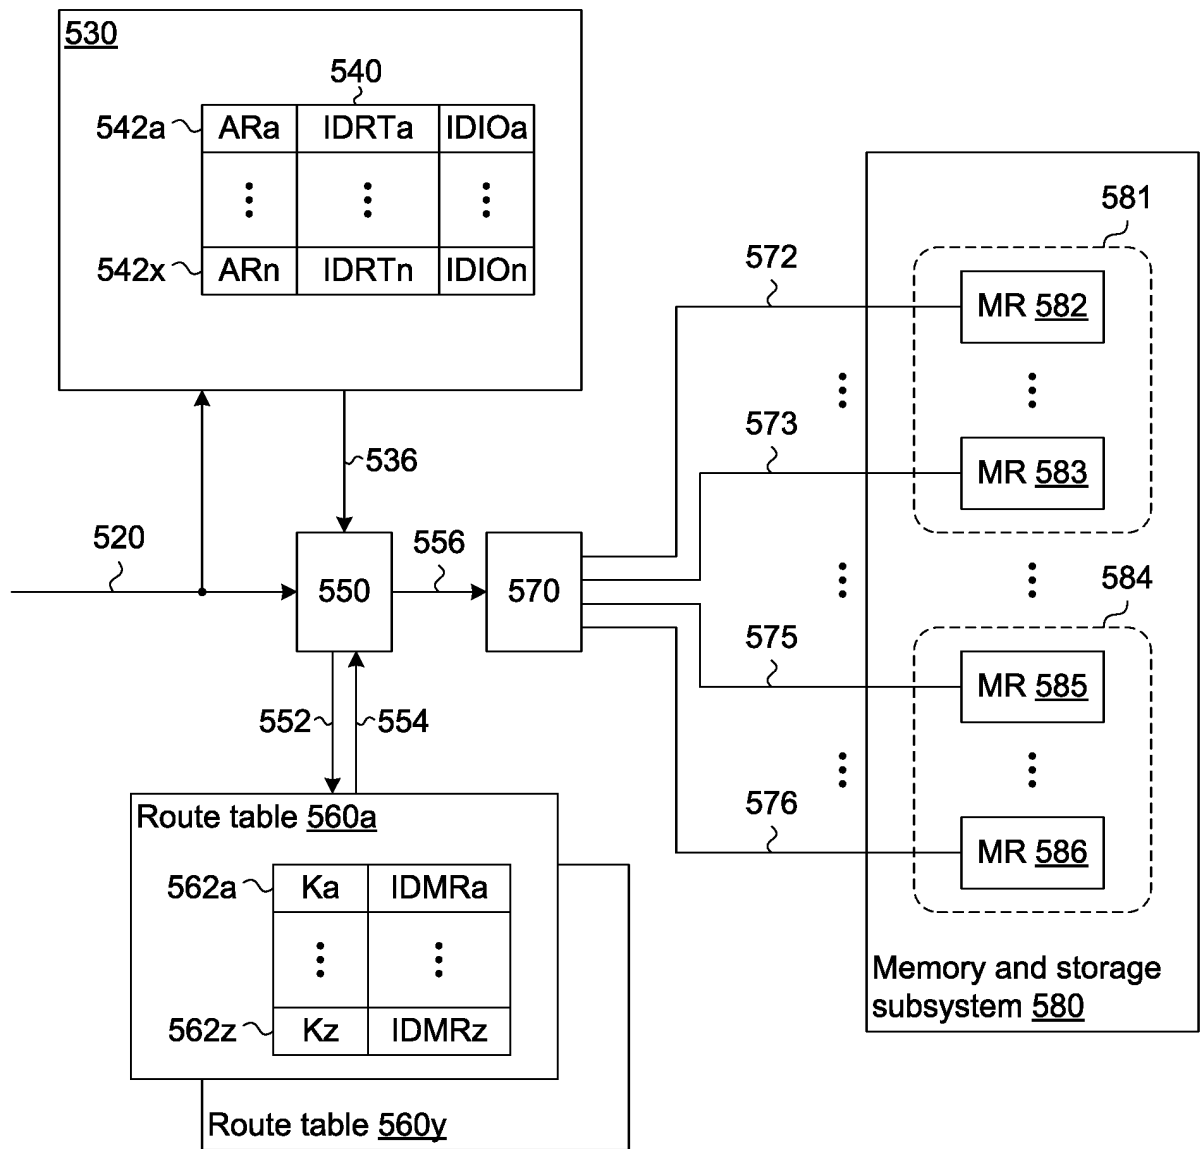 530
540
542a ARa IDRTa IDIOa
542x ARn IDRTn IDIOn
581
572
MR 582
573
MR 583
536
520
550
556
570
584
575
MR 585
552
554
576
MR 586
Route table 560a
562a Ka IDMRa
562z Kz IDMRz
Route table 560y
Memory and storage
subsystem 580